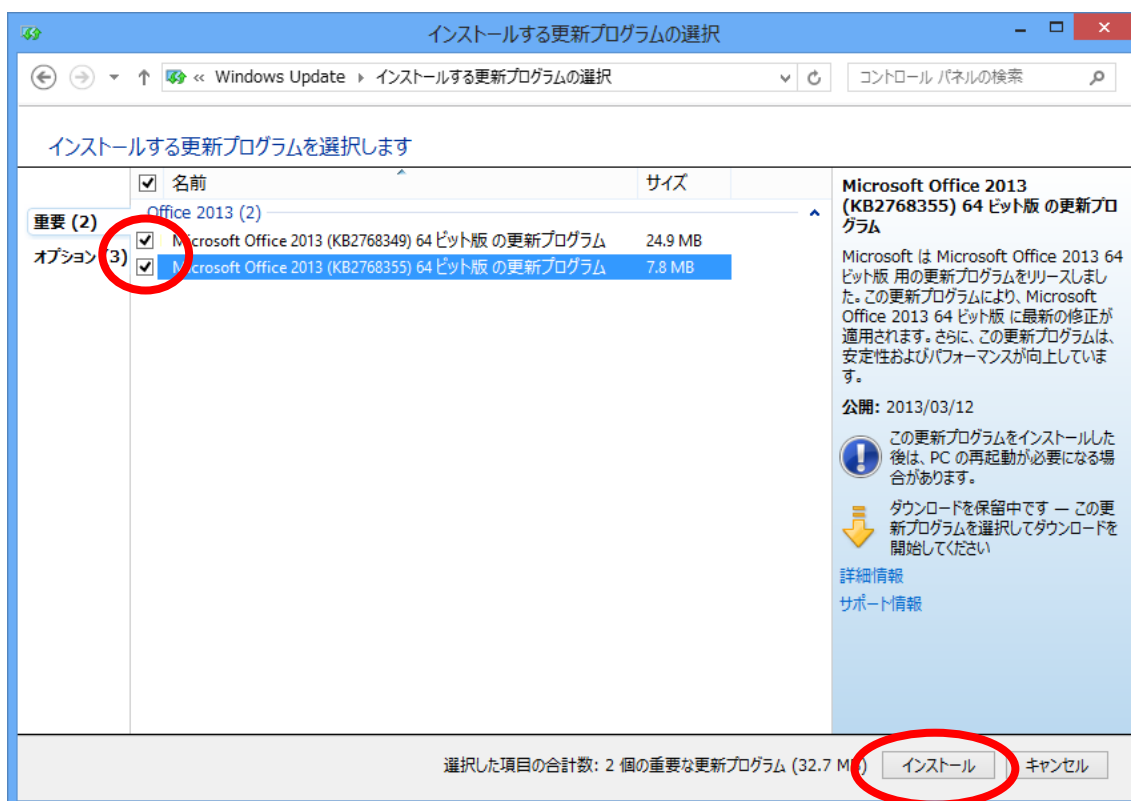 インストールする更新プログラムの選択
« Windows Update ▸ インストールする更新プログラムの選択
コントロール パネルの検索
インストールする更新プログラムを選択します
名前 サイズ
重要 (2)
オプション (3)
Office 2013 (2)
Microsoft Office 2013 (KB2768349) 64 ビット版 の更新プログラム 24.9 MB
Microsoft Office 2013 (KB2768355) 64 ビット版 の更新プログラム 7.8 MB
Microsoft Office 2013
(KB2768355) 64 ビット版 の更新プロ
グラム
Microsoft は Microsoft Office 2013 64
ビット版 用の更新プログラムをリリースしまし
た。この更新プログラムにより、Microsoft
Office 2013 64 ビット版 に最新の修正が
適用されます。さらに、この更新プログラムは、
安定性およびパフォーマンスが向上していま
す。
公開: 2013/03/12
この更新プログラムをインストールした
後は、PC の再起動が必要になる場
合があります。
ダウンロードを保留中です — この更
新プログラムを選択してダウンロードを
開始してください
詳細情報
サポート情報
選択した項目の合計数: 2 個の重要な更新プログラム (32.7 MB)
インストール
キャンセル